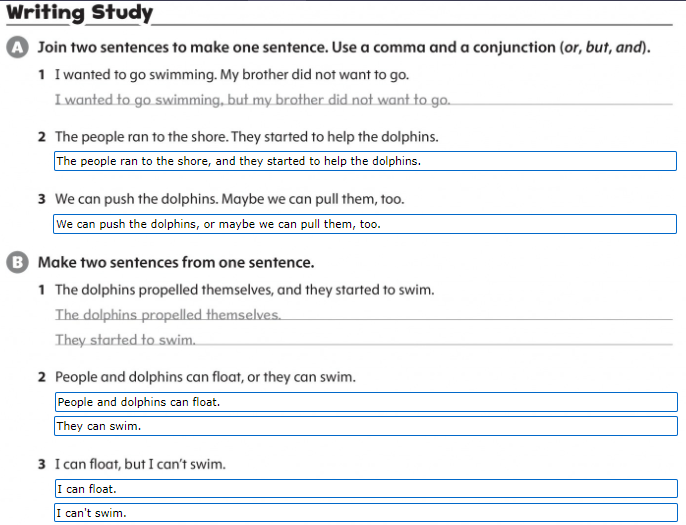 Writing Study
A Join two sentences to make one sentence. Use a comma and a conjunction (or, but, and).
1 I wanted to go swimming. My brother did not want to go.
I wanted to go swimming, but my brother did not want to go.
2 The people ran to the shore. They started to help the dolphins.
The people ran to the shore, and they started to help the dolphins.
3 We can push the dolphins. Maybe we can pull them, too.
We can push the dolphins, or maybe we can pull them, too.
B Make two sentences from one sentence.
1 The dolphins propelled themselves, and they started to swim.
The dolphins propelled themselves.
They started to swim.
2 People and dolphins can float, or they can swim.
People and dolphins can float.
They can swim.
3 I can float, but I can't swim.
I can float.
I can't swim.